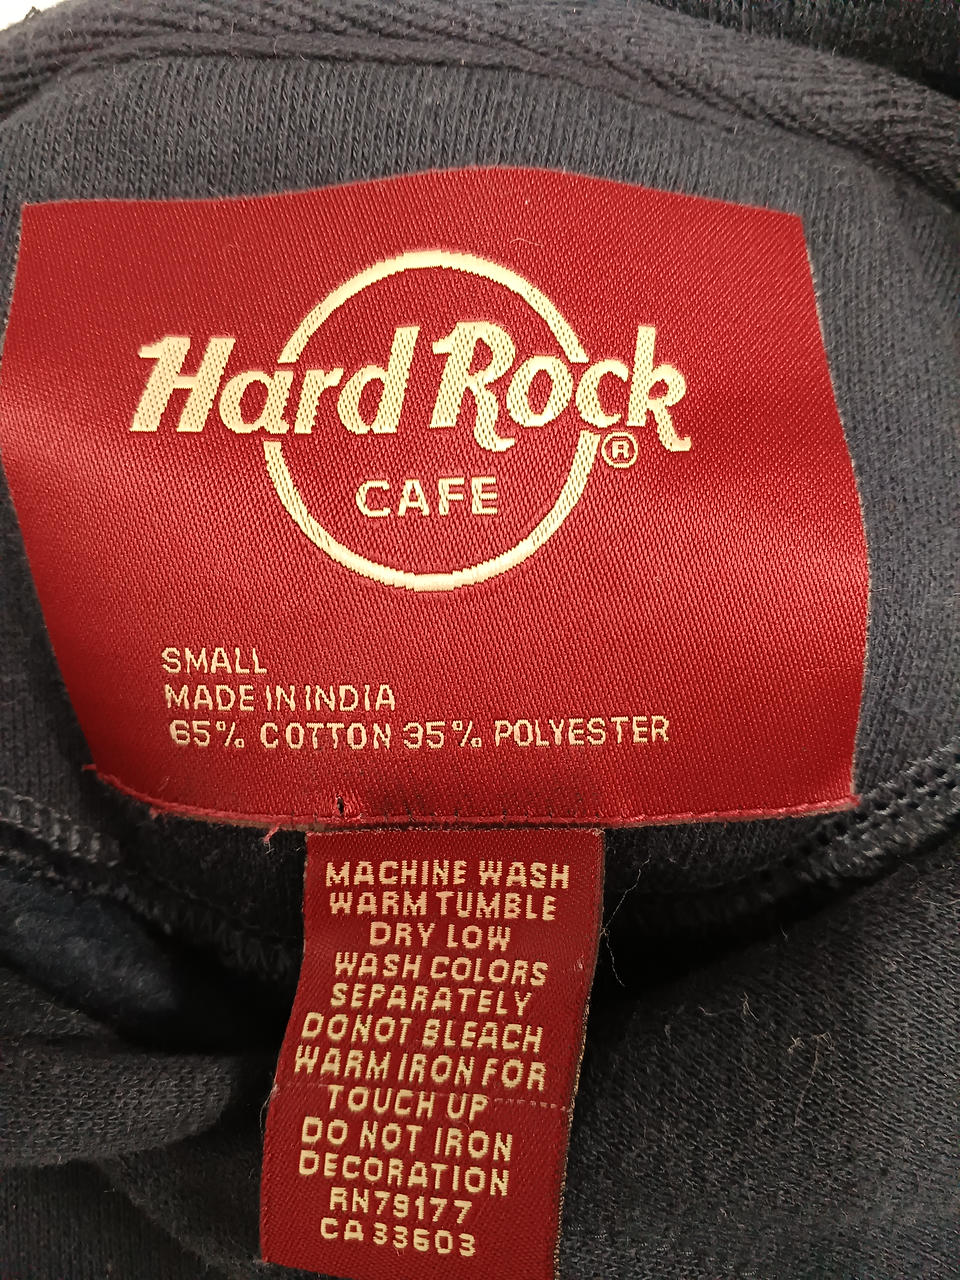 Hard Rock ®
CAFE
SMALL
MADE IN INDIA
65% COTTON 35% POLYESTER
MACHINE WASH
WARM TUMBLE
DRY LOW
WASH COLORS
SEPARATELY
DONOT BLEACH
WARM IRON FOR
TOUCH UP
DO NOT IRON
DECORATION
RN79177
CA33603